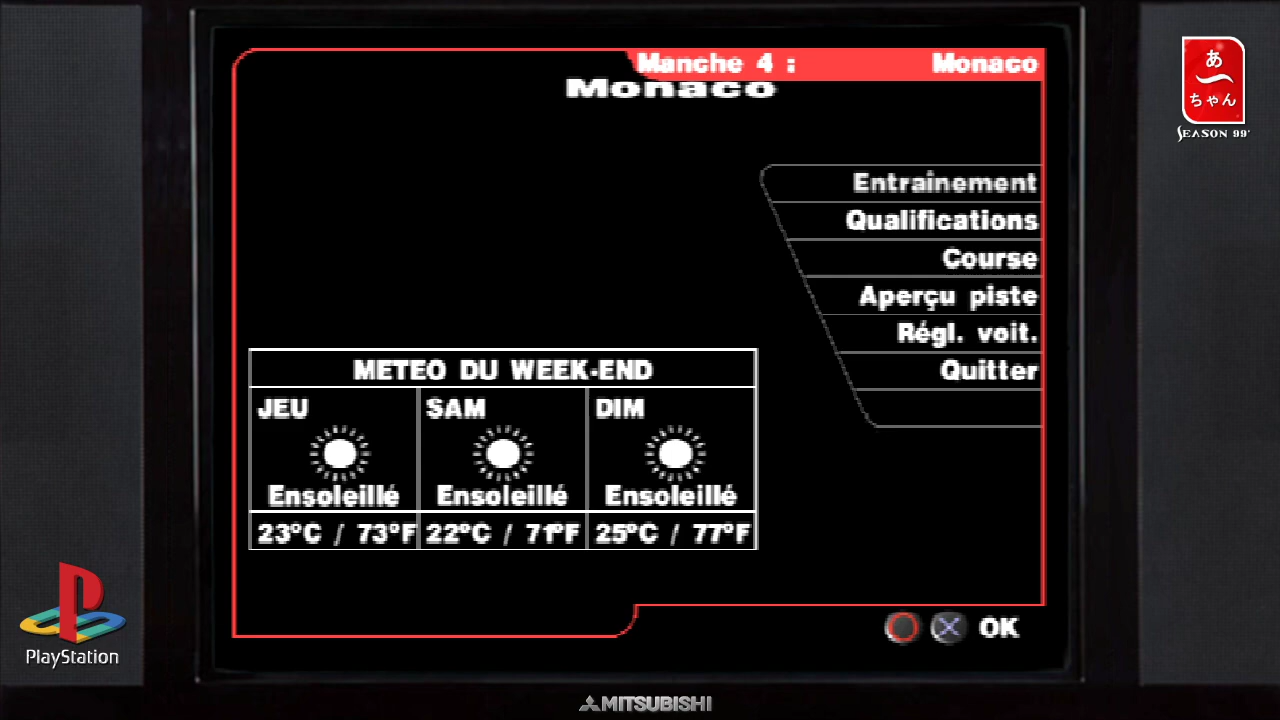 Manche 4 : Monaco
Monaco
Entrainement
Qualifications
Course
Aperçu piste
Régl. voit.
Quitter
METEO DU WEEK-END
JEU SAM DIM
Ensoleillé Ensoleillé Ensoleillé
23°C / 73°F 22°C / 71°F 25°C / 77°F
OK
あ
ー
ちゃん
SEASON 99'
PlayStation
MITSUBISHI